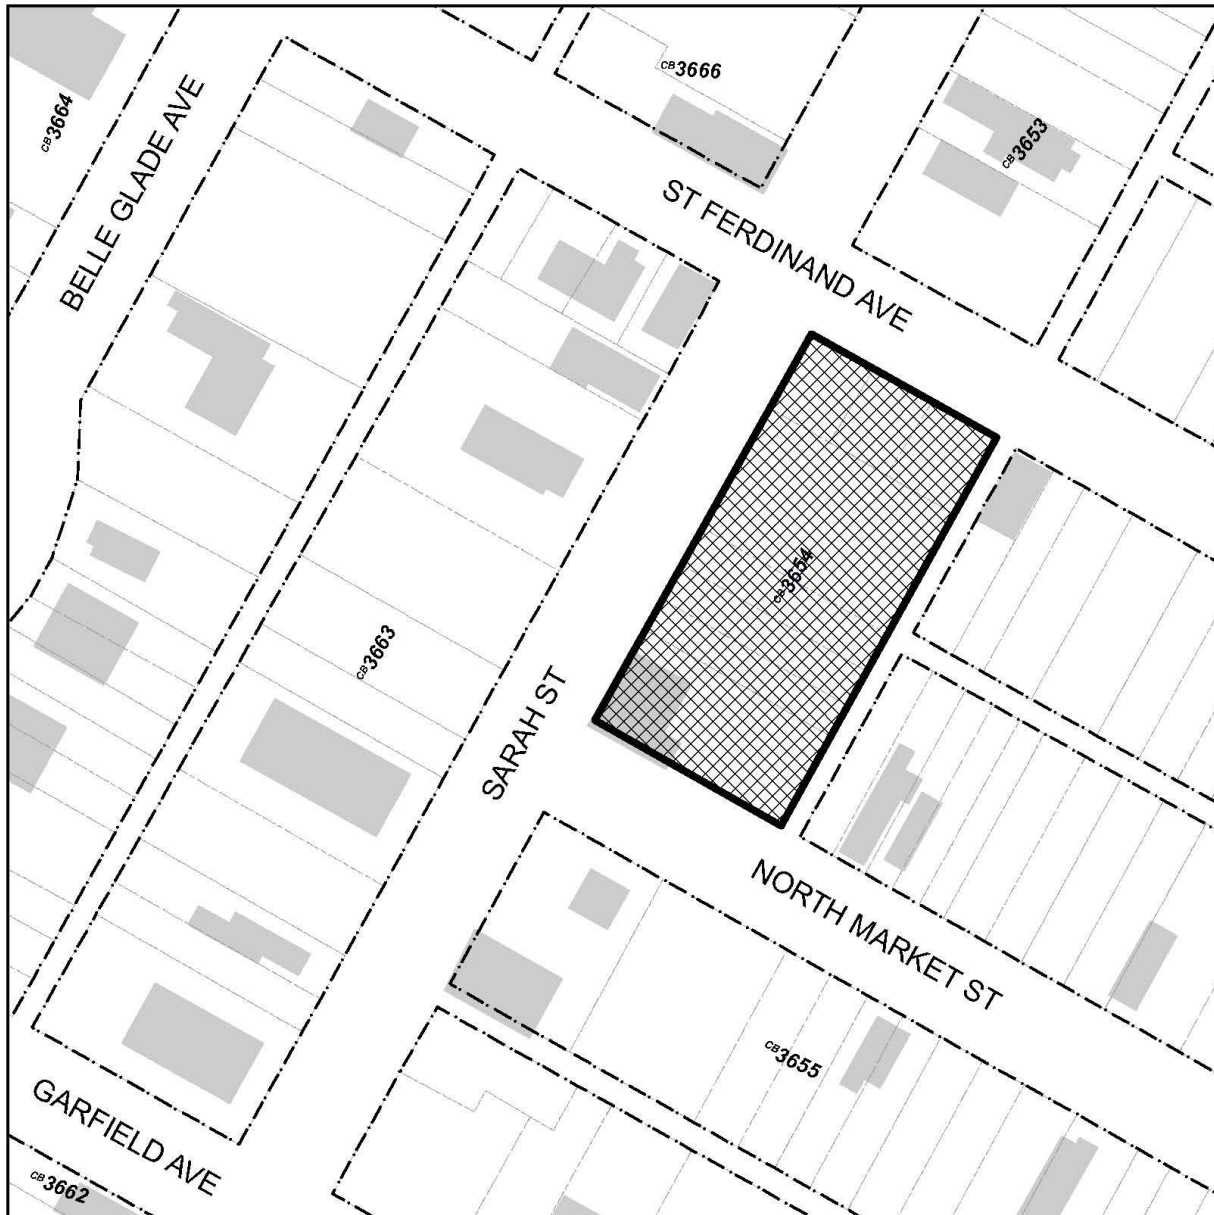 CB3666
CB3664
CB3653
BELLE GLADE AVE
ST FERDINAND AVE
CB3654
CB3663
SARAH ST
NORTH MARKET ST
CB3655
GARFIELD AVE
CB3662